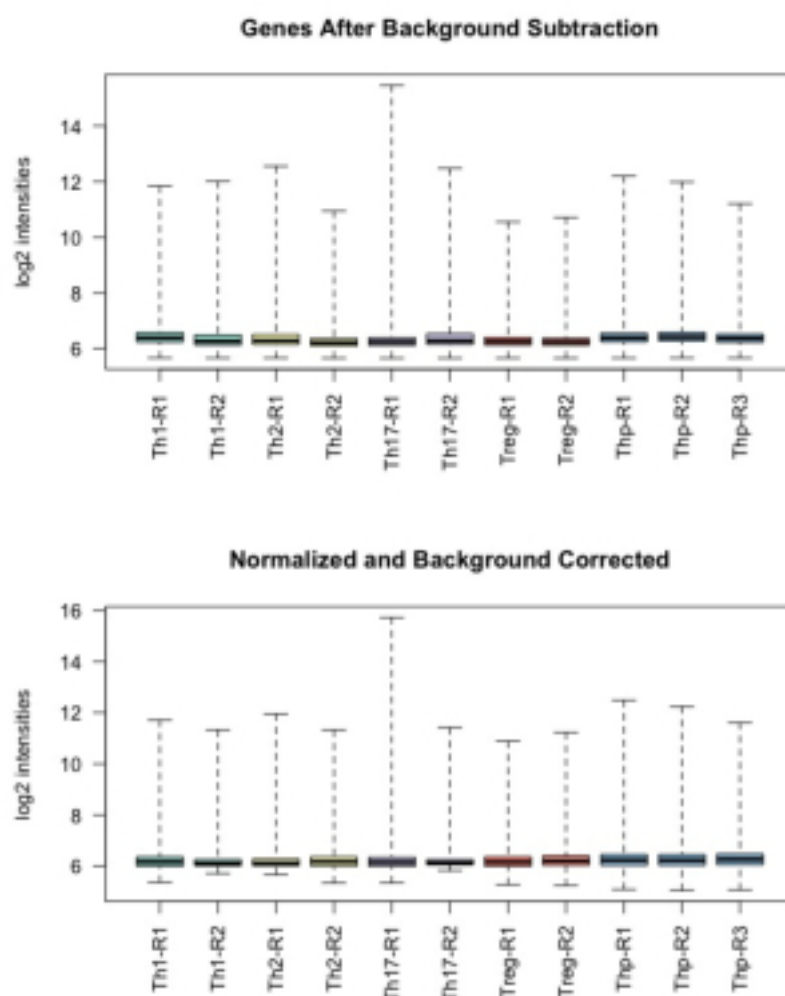 Genes After Background Subtraction
log2 intensities
14
12
10
8
6
Th1-R1
Th1-R2
Th2-R1
Th2-R2
Th17-R1
Th17-R2
Treg-R1
Treg-R2
Thp-R1
Thp-R2
Thp-R3
Normalized and Background Corrected
log2 intensities
16
14
12
10
8
6
Th1-R1
Th1-R2
Th2-R1
Th2-R2
Th17-R1
Th17-R2
Treg-R1
Treg-R2
Thp-R1
Thp-R2
Thp-R3